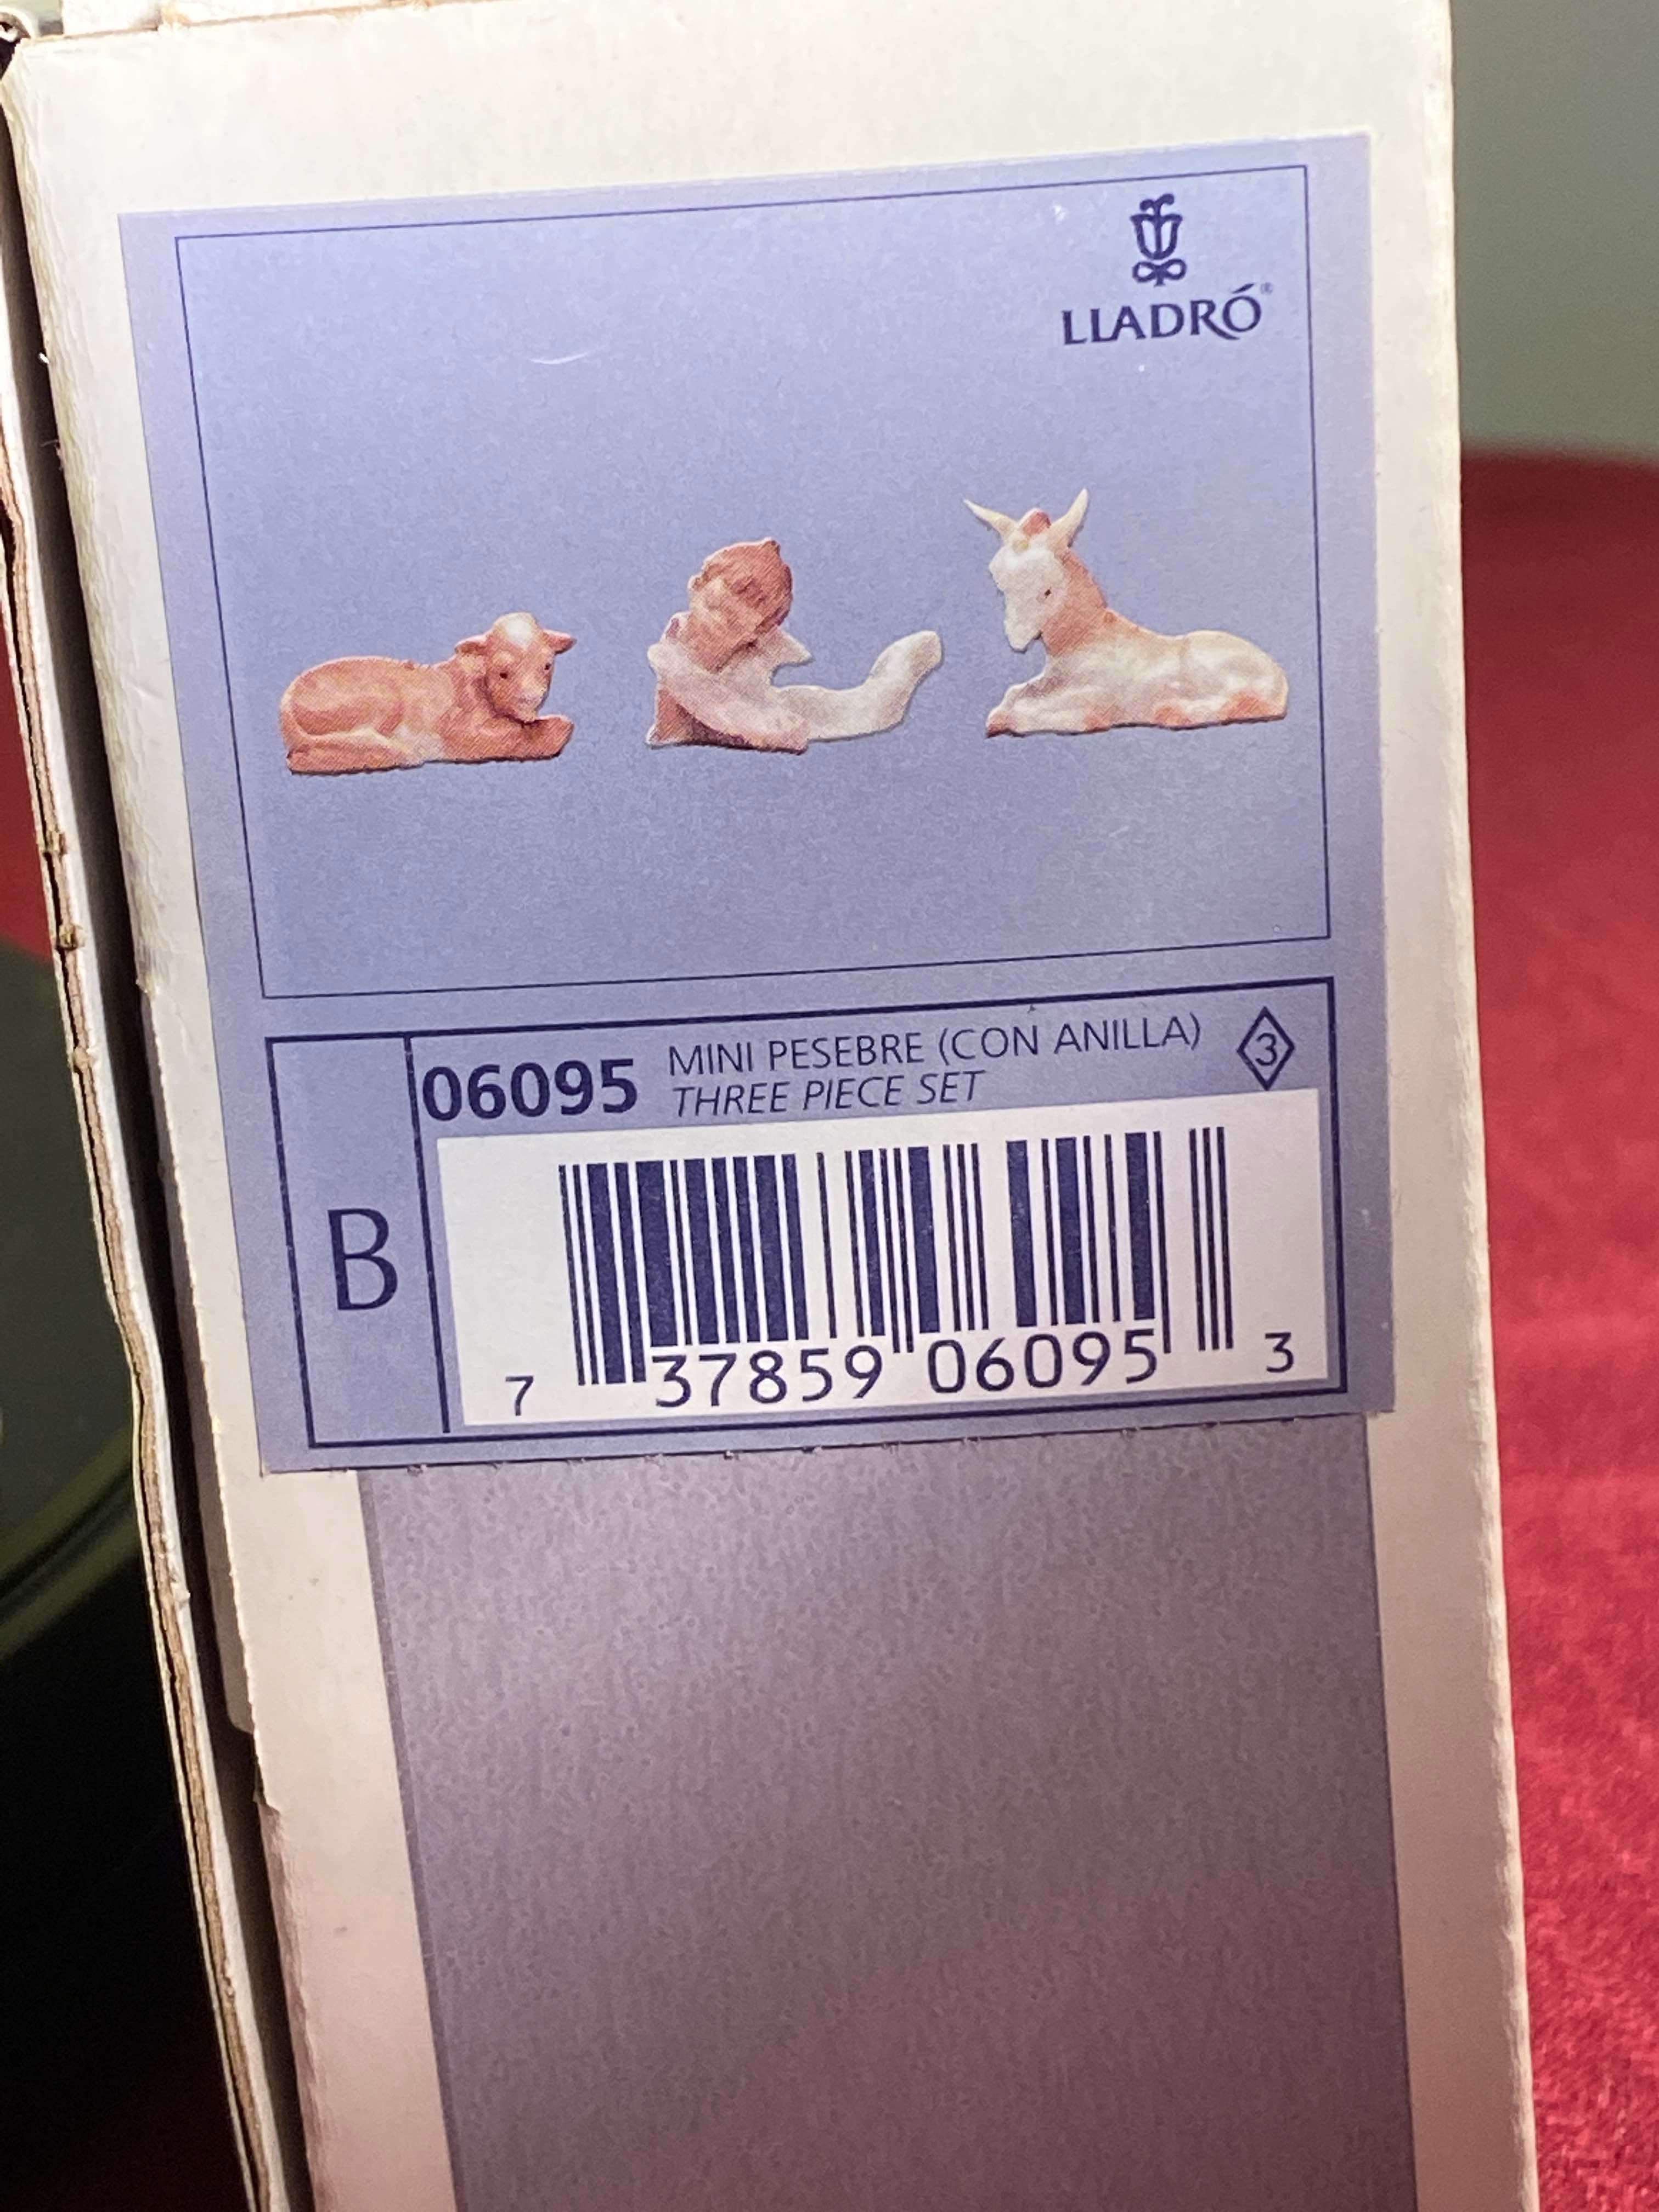 LLADRÓ®
06095 MINI PESEBRE (CON ANILLA) 3
THREE PIECE SET
B
7 37859 06095 3